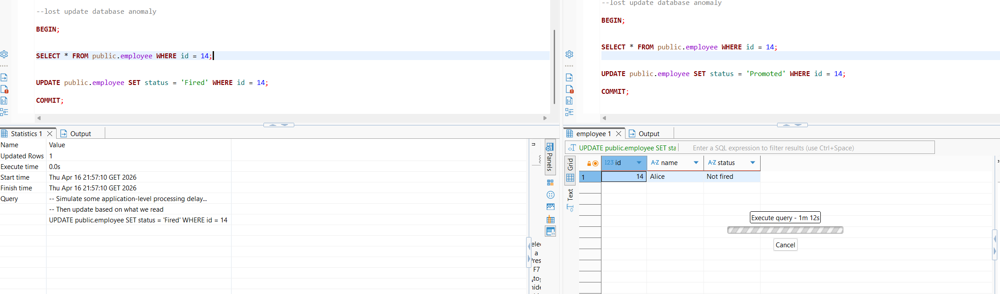 --lost update database anomaly
BEGIN;
SELECT * FROM public.employee WHERE id = 14;
UPDATE public.employee SET status = 'Fired' WHERE id = 14;
COMMIT;
Statistics 1
Output
Name Value
Updated Rows 1
Execute time 0.0s
Start time Thu Apr 16 21:57:10 GET 2026
Finish time Thu Apr 16 21:57:10 GET 2026
Query -- Simulate some application-level processing delay...
-- Then update based on what we read
UPDATE public.employee SET status = 'Fired' WHERE id = 14
Panels
a
F7
--lost update database anomaly
BEGIN;
SELECT * FROM public.employee WHERE id = 14;
UPDATE public.employee SET status = 'Promoted' WHERE id = 14;
COMMIT;
employee 1
Output
UPDATE public.employee SET sta
Enter a SQL expression to filter results (use Ctrl+Space)
Grid
Text
123 id A-Z name A-Z status
1 14 Alice Not fired
Execute query - 1m 12s
Cancel